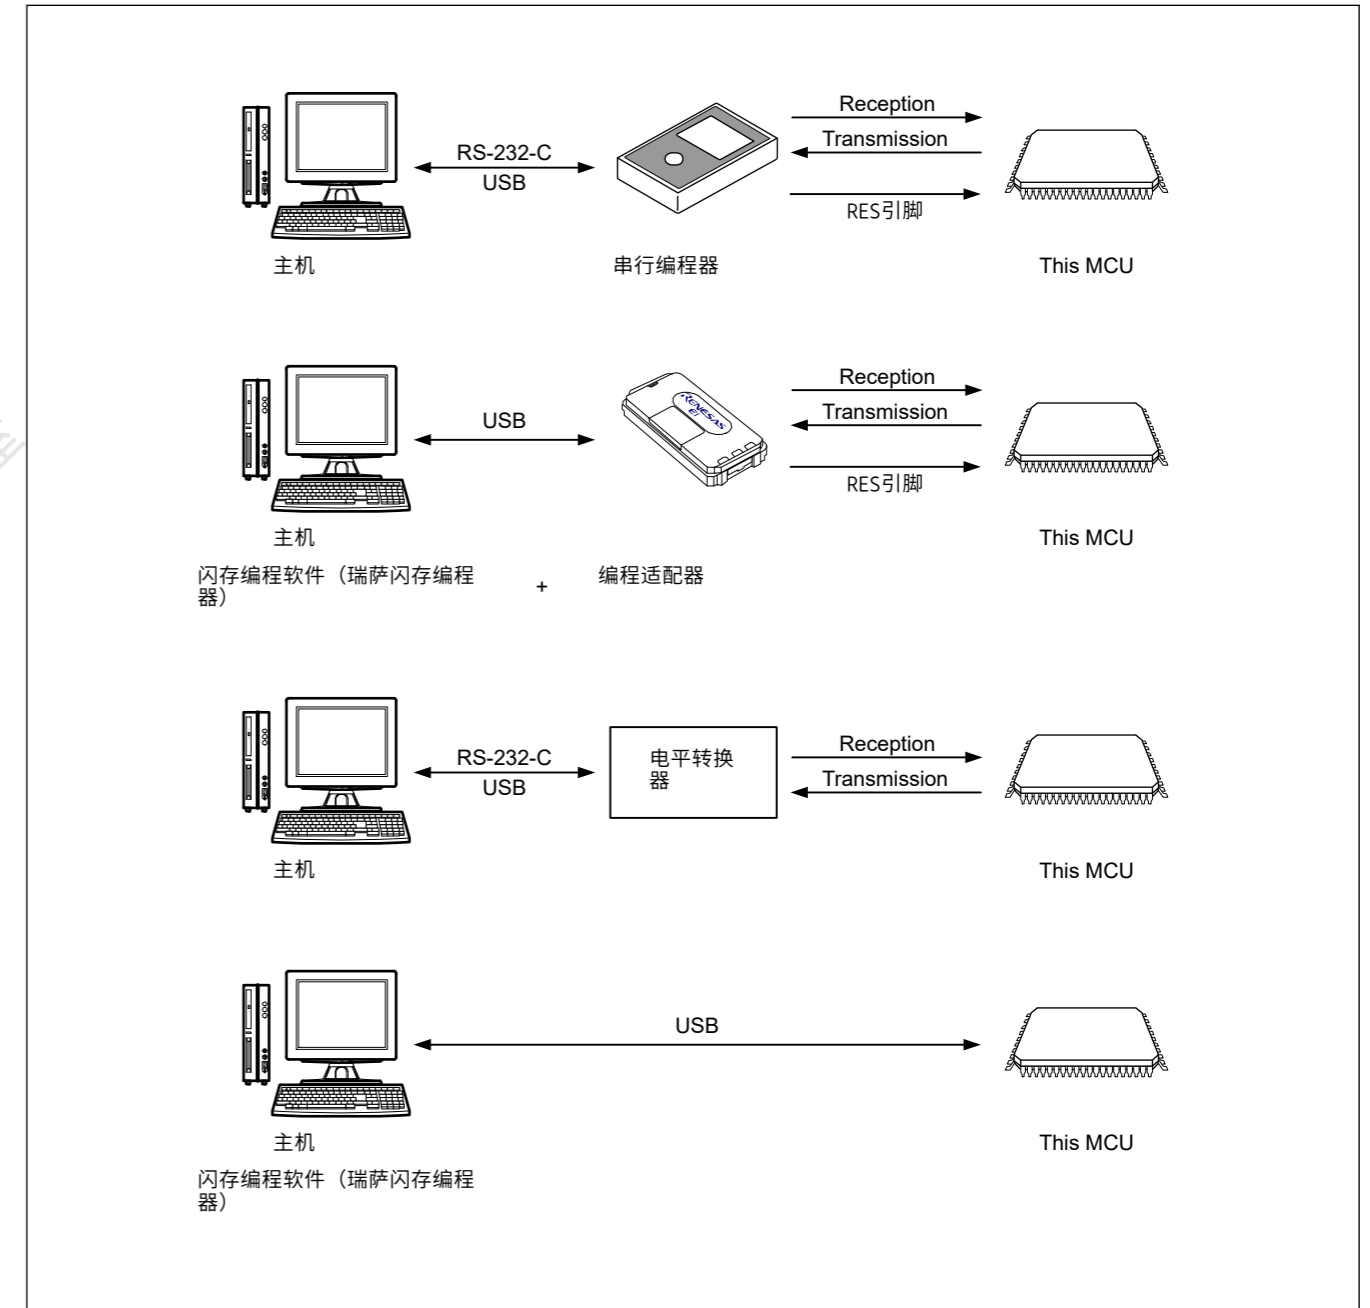 RS-232-C
USB
Reception
Transmission
RES引脚
主机
串行编程器
This MCU
USB
RENESAS
E1
Reception
Transmission
RES引脚
主机
This MCU
闪存编程软件（瑞萨闪存编程
器）
+
编程适配器
RS-232-C
USB
电平转换
器
Reception
Transmission
主机
This MCU
USB
主机
This MCU
闪存编程软件（瑞萨闪存编程
器）